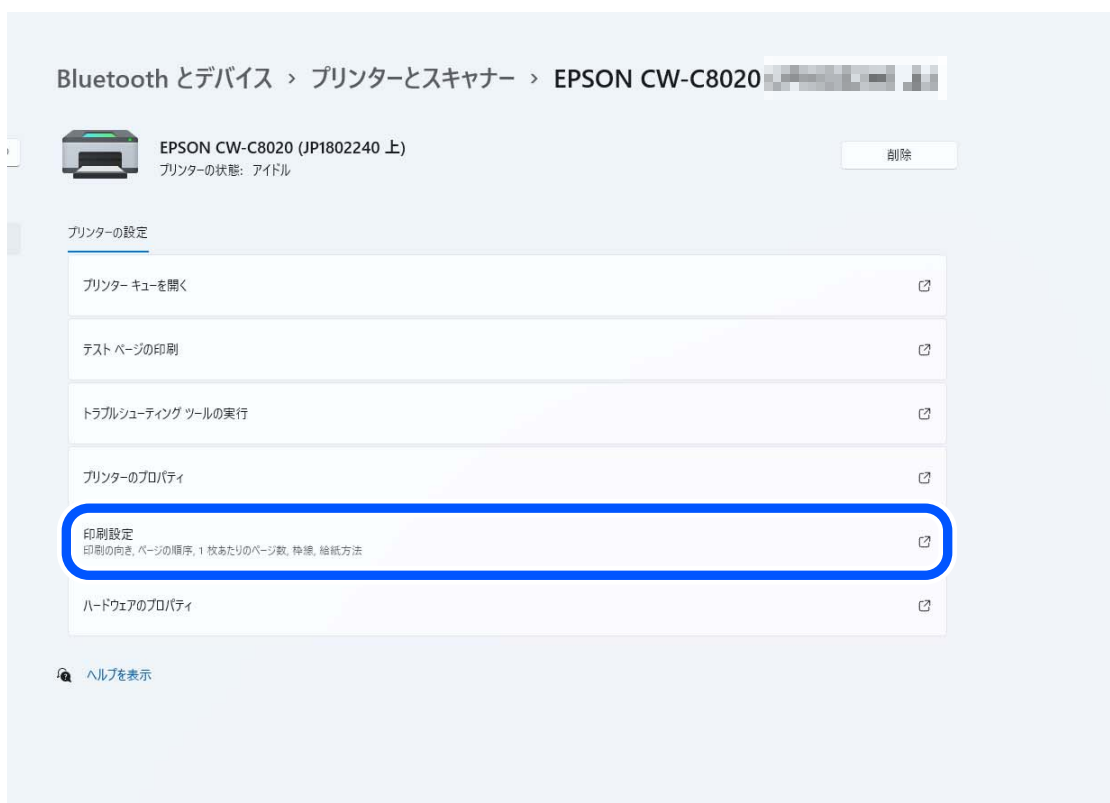 Bluetooth とデバイス › プリンターとスキャナー › EPSON CW-C8020
EPSON CW-C8020 (JP1802240 上)
プリンターの状態: アイドル
削除
プリンターの設定
プリンター キューを開く
テスト ページの印刷
トラブルシューティング ツールの実行
プリンターのプロパティ
印刷設定
印刷の向き, ページの順序, 1 枚あたりのページ数, 枠線, 給紙方法
ハードウェアのプロパティ
ヘルプを表示